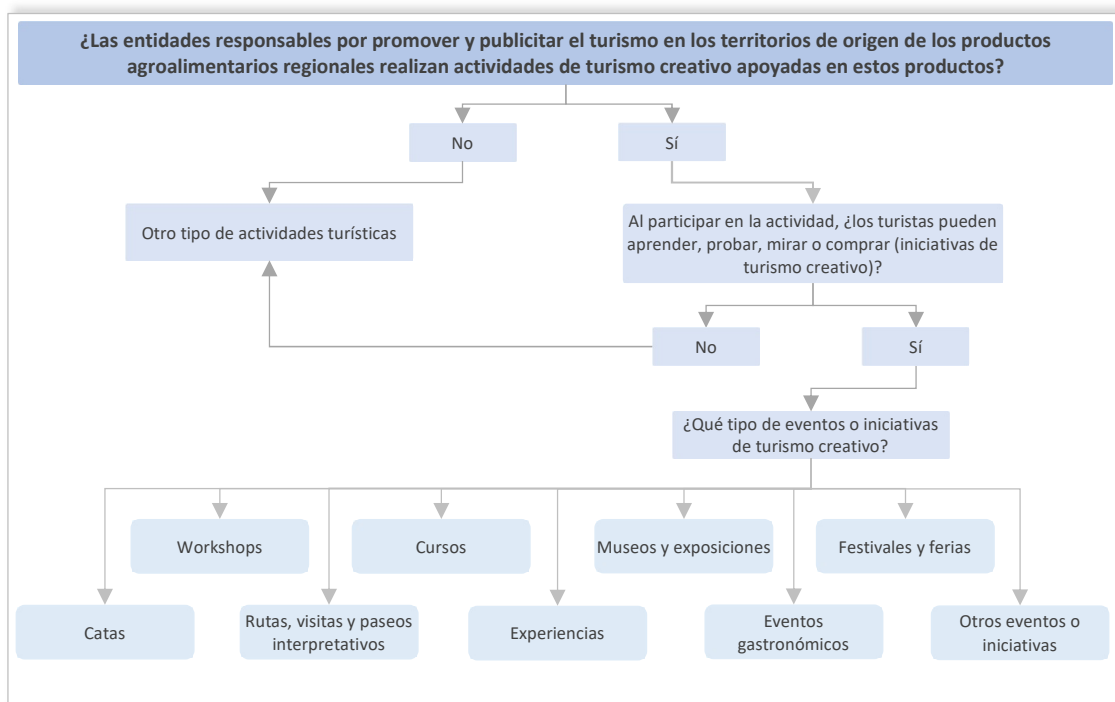 ¿Las entidades responsables por promover y publicitar el turismo en los territorios de origen de los productos
agroalimentarios regionales realizan actividades de turismo creativo apoyadas en estos productos?
No
Sí
Otro tipo de actividades turísticas
Al participar en la actividad, ¿los turistas pueden
aprender, probar, mirar o comprar (iniciativas de
turismo creativo)?
No
Sí
¿Qué tipo de eventos o iniciativas
de turismo creativo?
Workshops
Cursos
Museos y exposiciones
Festivales y ferias
Catas
Rutas, visitas y paseos
interpretativos
Experiencias
Eventos
gastronómicos
Otros eventos o
iniciativas